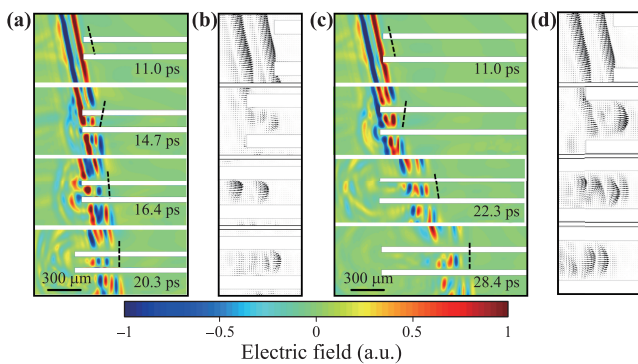 (a)
(b)
(c)
(d)
11.0 ps
14.7 ps
16.4 ps
20.3 ps
300 µm
11.0 ps
22.3 ps
28.4 ps
300 µm
−1 −0.5 0 0.5 1
Electric field (a.u.)